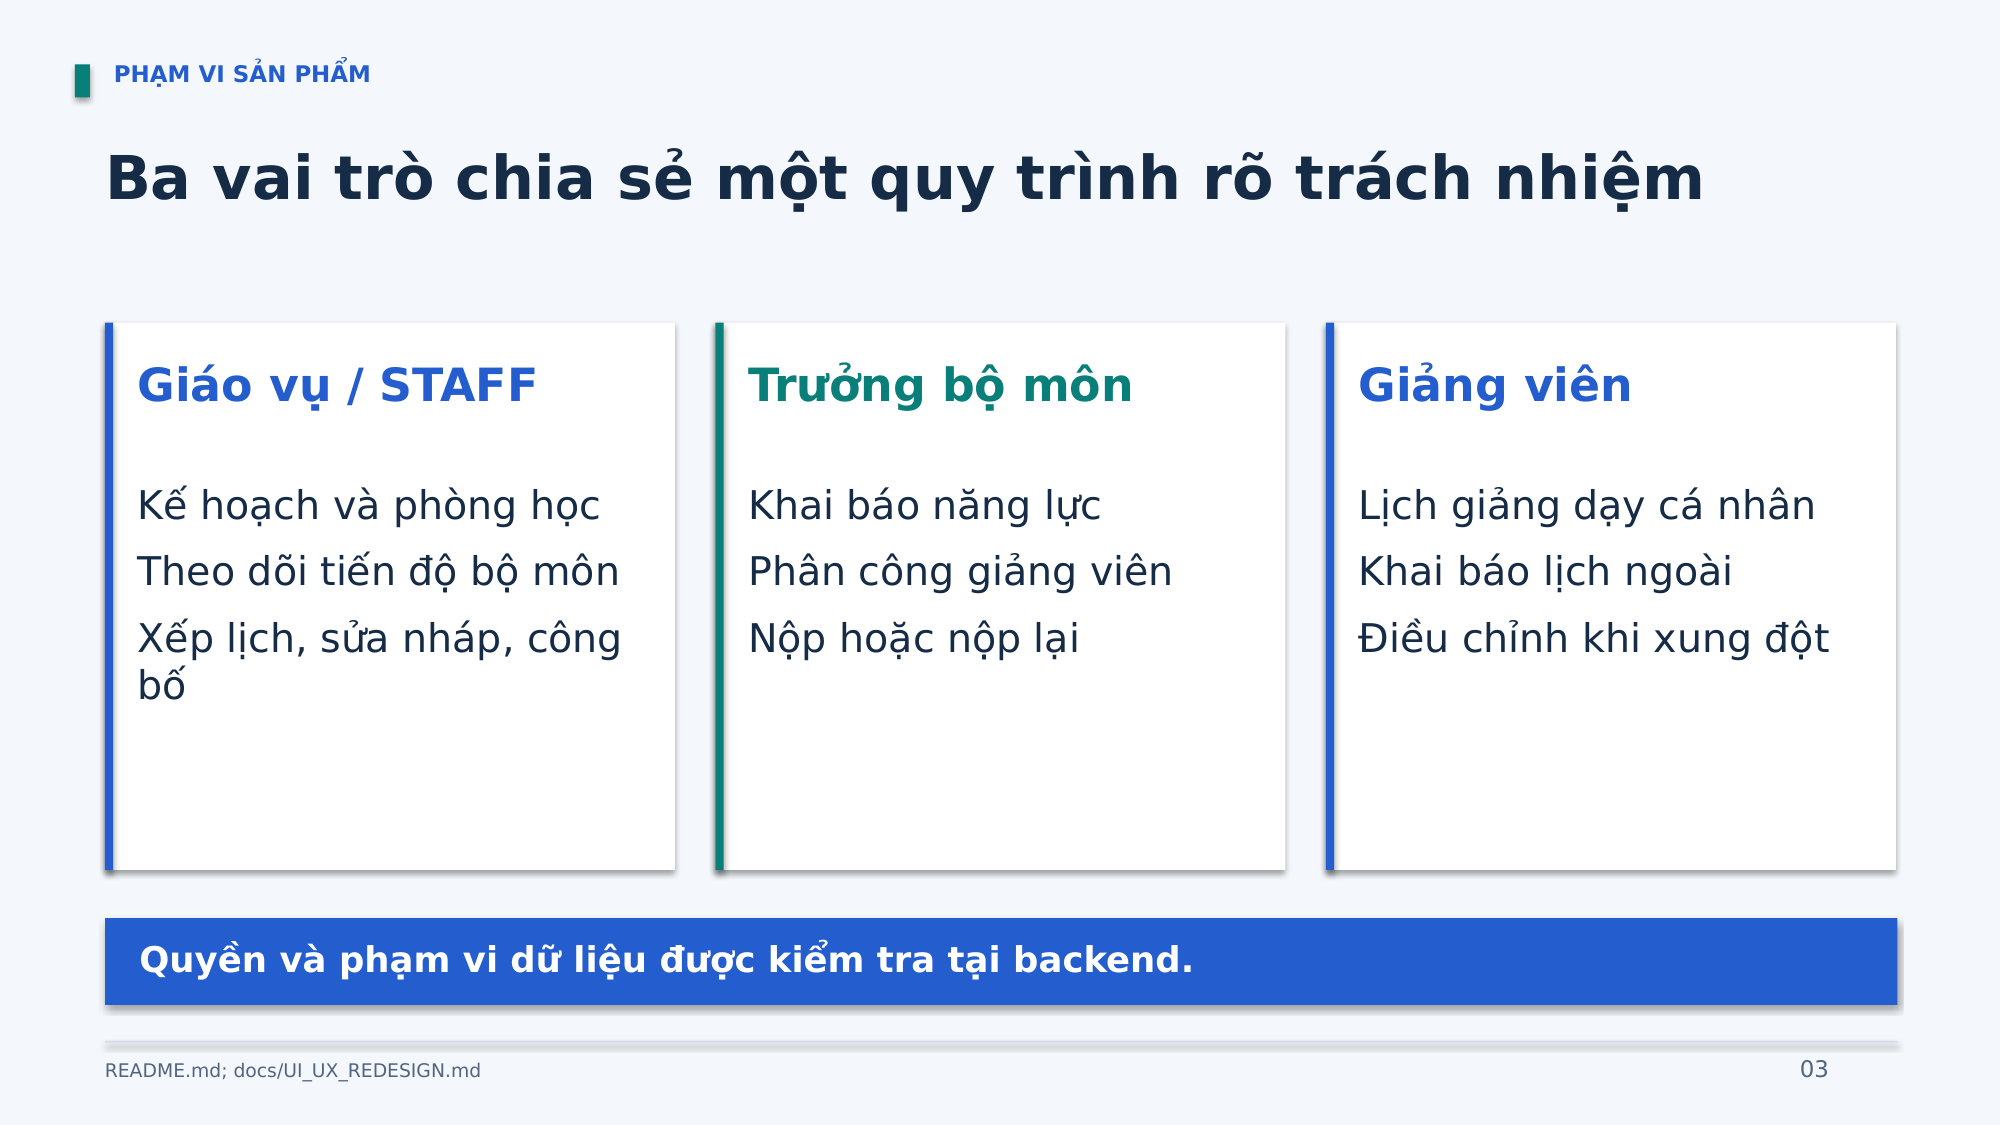 PHẠM VI SẢN PHẨM
Ba vai trò chia sẻ một quy trình rõ trách nhiệm
Giáo vụ / STAFF
Kế hoạch và phòng học
Theo dõi tiến độ bộ môn
Xếp lịch, sửa nháp, công
bố
Trưởng bộ môn
Khai báo năng lực
Phân công giảng viên
Nộp hoặc nộp lại
Giảng viên
Lịch giảng dạy cá nhân
Khai báo lịch ngoài
Điều chỉnh khi xung đột
Quyền và phạm vi dữ liệu được kiểm tra tại backend.
README.md; docs/UI_UX_REDESIGN.md
03